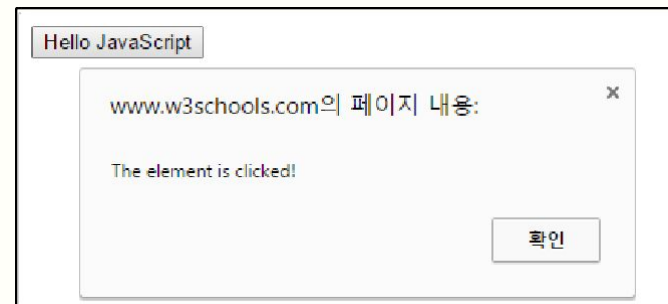 Hello JavaScript
www.w3schools.com의 페이지 내용:
×
The element is clicked!
확인